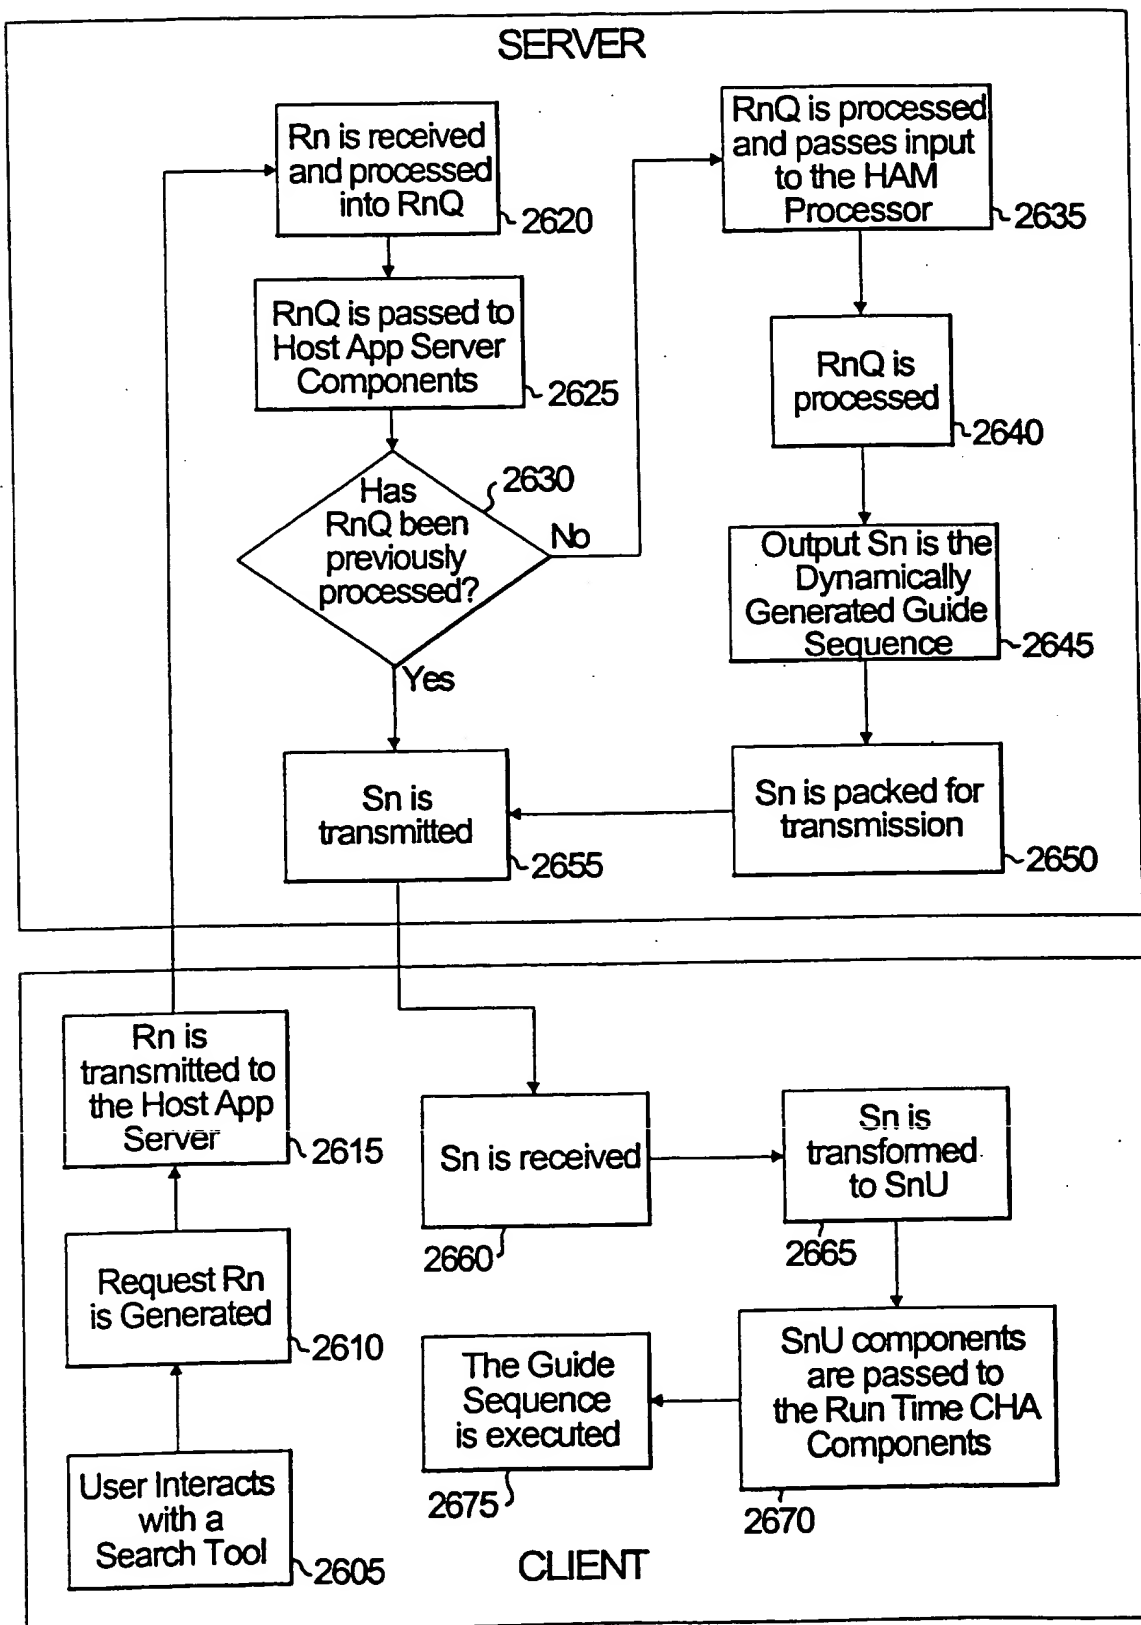 SERVER
Rn is received
and processed
into RnQ
2620
RnQ is passed to
Host App Server
Components
2625
Has
RnQ been
previously
processed?
2630
No
Yes
RnQ is processed
and passes input
to the HAM
Processor
2635
RnQ is
processed
2640
Output Sn is the
Dynamically
Generated Guide
Sequence
2645
Sn is packed for
transmission
2650
Sn is
transmitted
2655
Rn is
transmitted to
the Host App
Server
2615
Request Rn
is Generated
2610
User Interacts
with a
Search Tool
2605
Sn is received
2660
Sn is
transformed
to SnU
2665
SnU components
are passed to
the Run Time CHA
Components
2670
The Guide
Sequence
is executed
2675
CLIENT